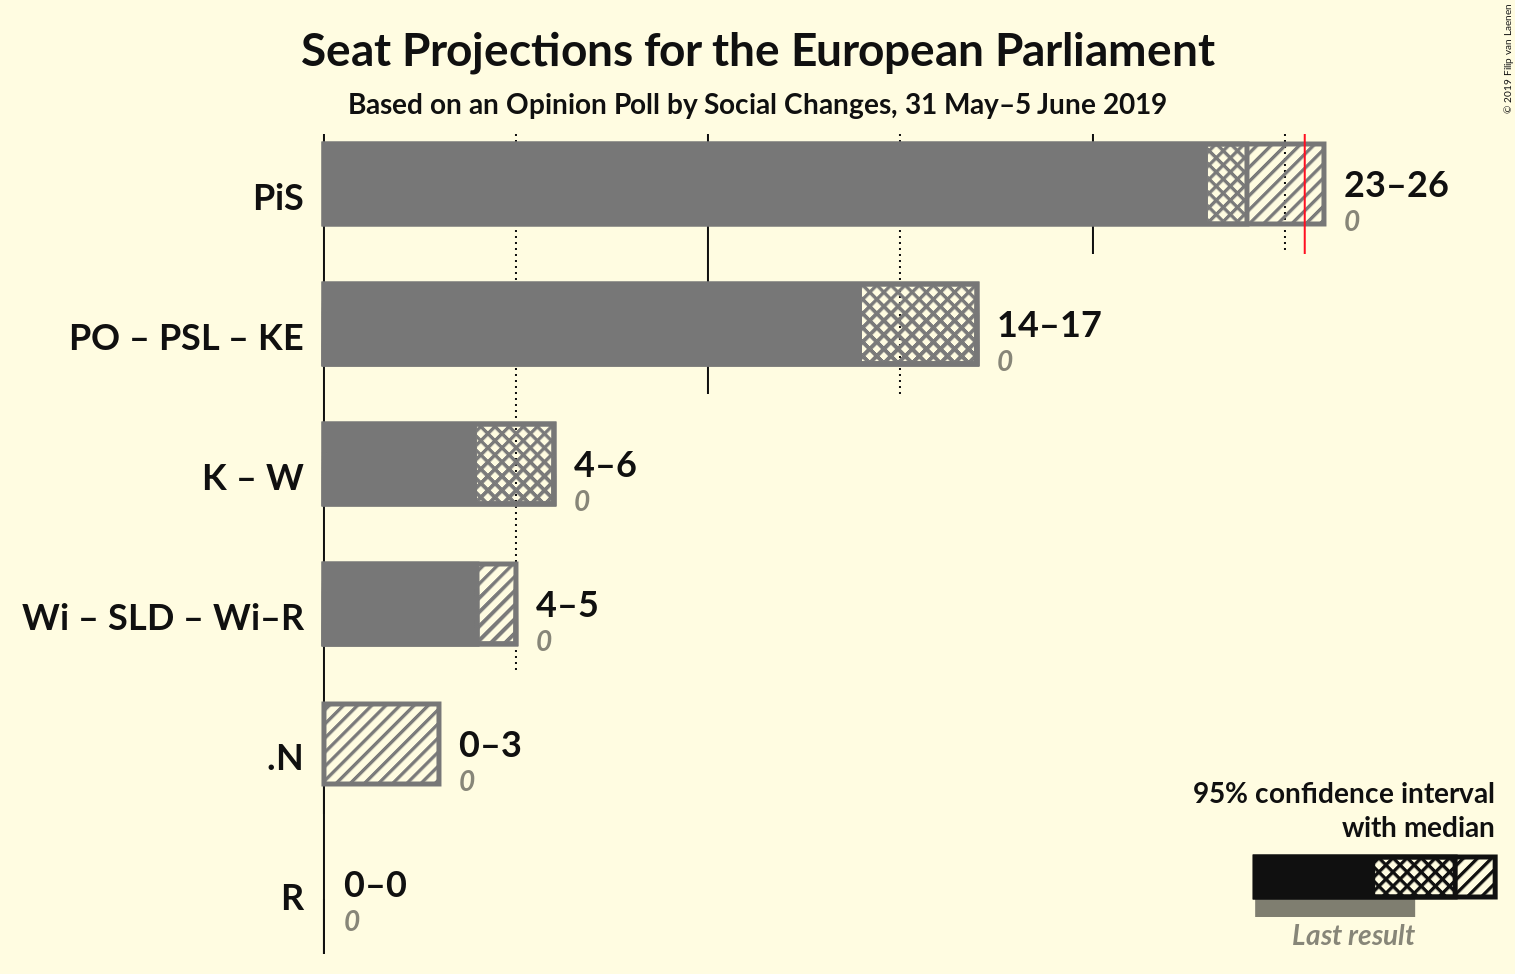 Seat Projections for the European Parliament
Based on an Opinion Poll by Social Changes, 31 May–5 June 2019
© 2019 Filip van Laenen
PiS
23–26
0
PO – PSL – KE
14–17
0
K – W
4–6
0
Wi – SLD – Wi–R
4–5
0
.N
0–3
0
R
0–0
0
95% confidence interval
with median
Last result